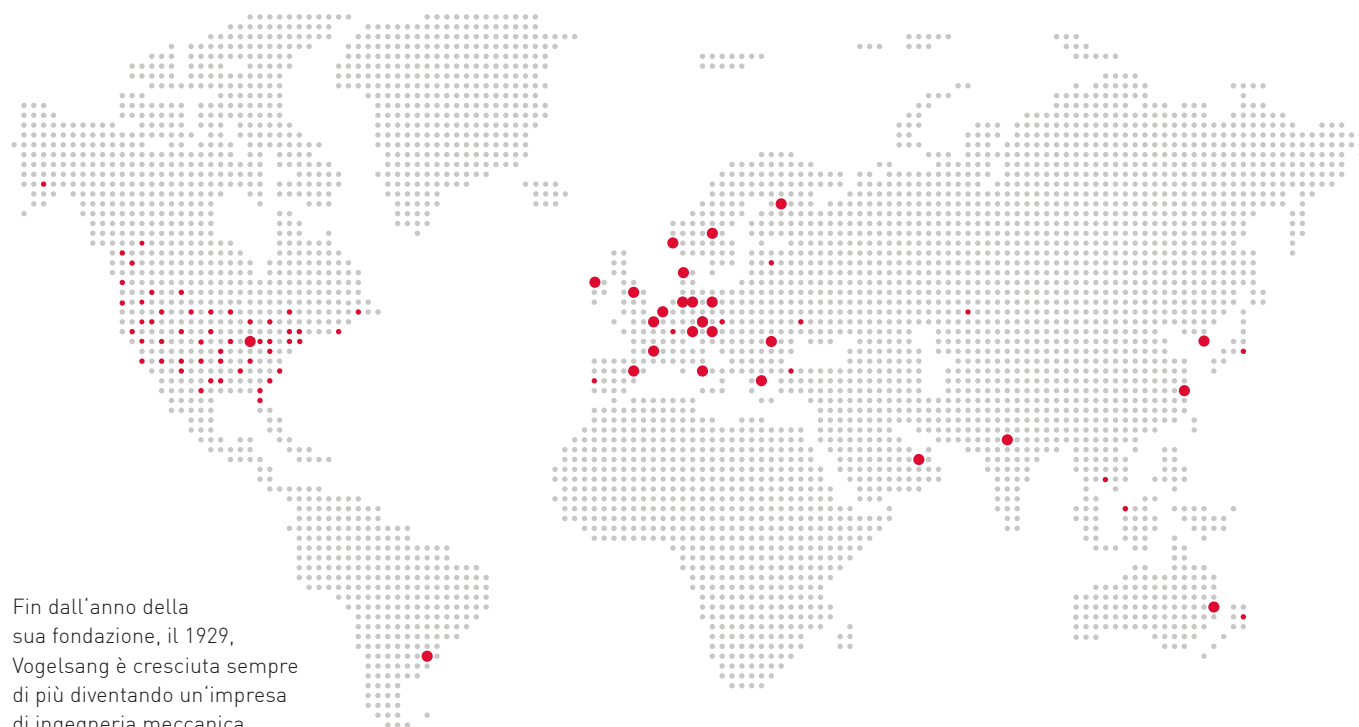 Fin dall'anno della
sua fondazione, il 1929,
Vogelsang è cresciuta sempre
di più diventando un'impresa
di ingegneria meccanica